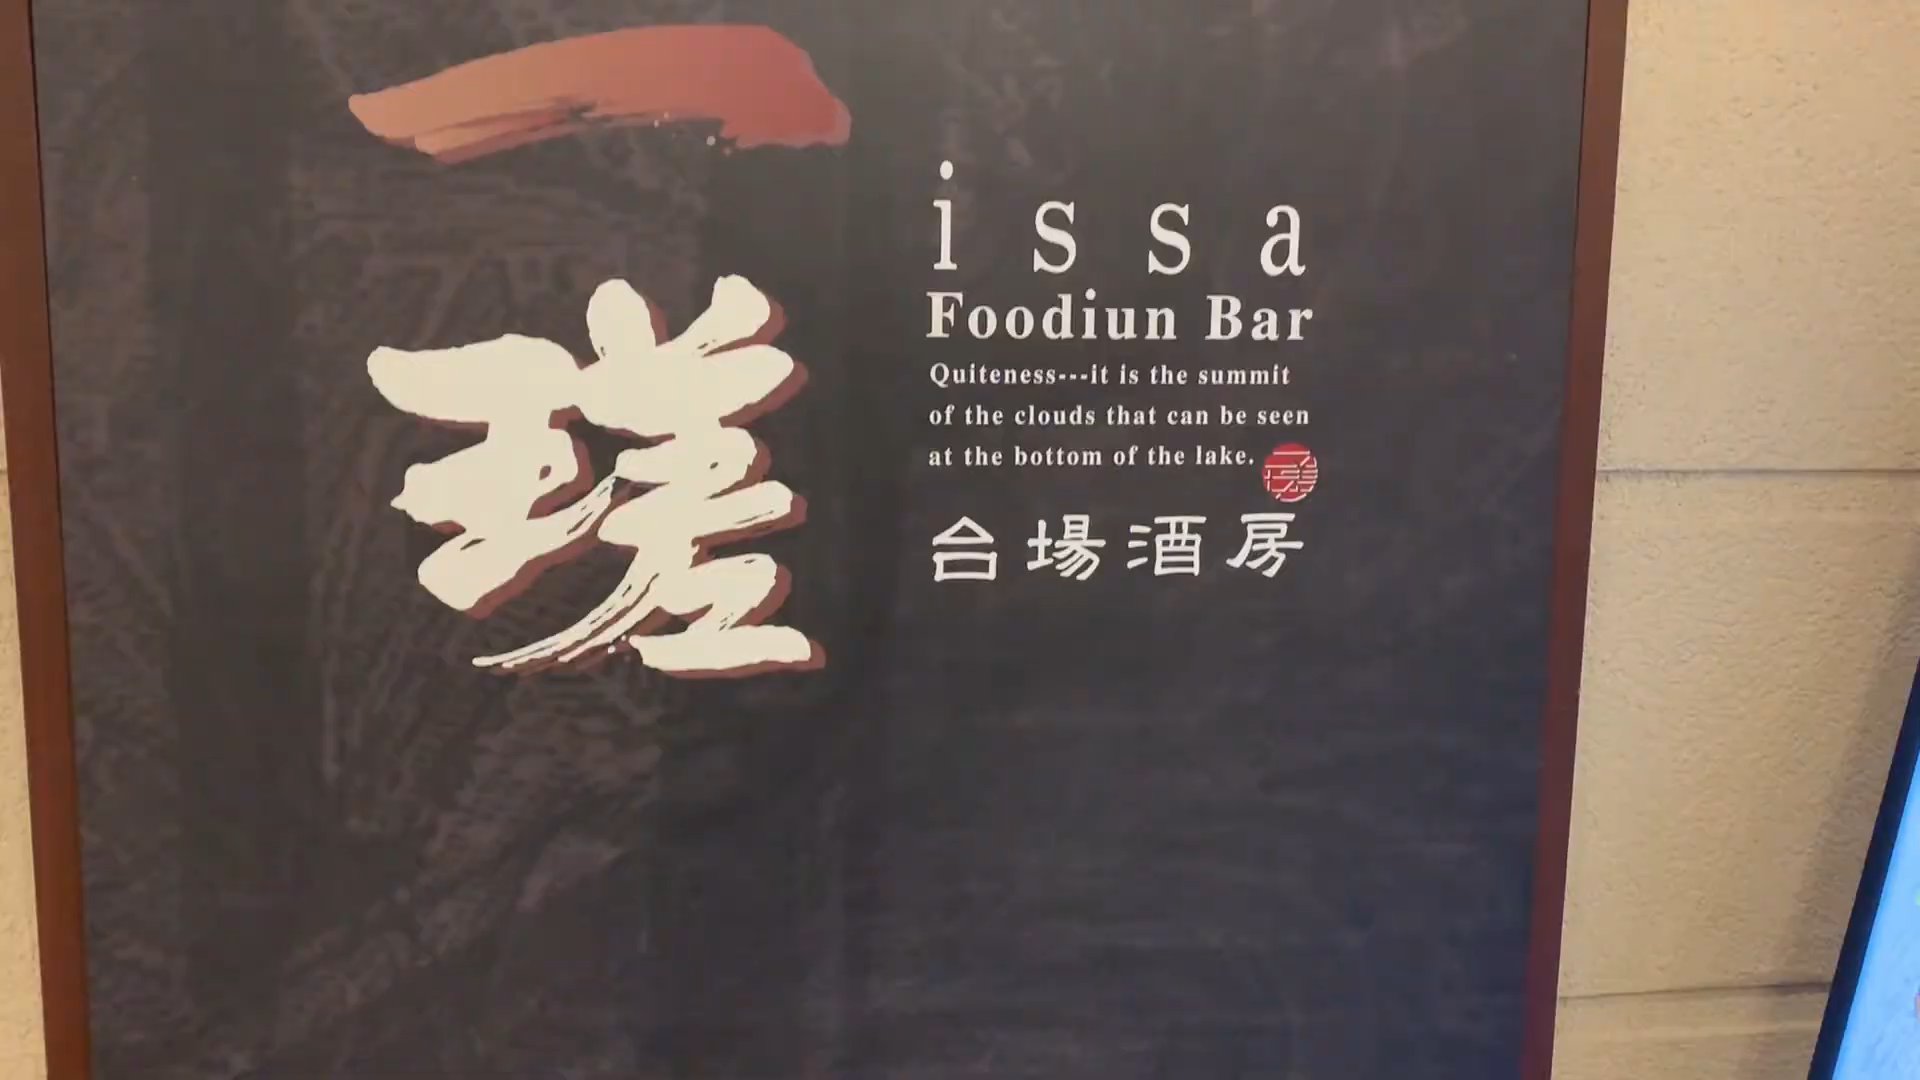 一瑳
issa
Foodiun Bar
Quiteness---it is the summit
of the clouds that can be seen
at the bottom of the lake.
台場酒房